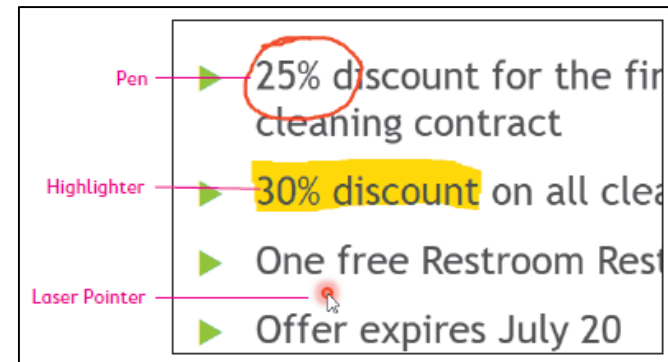 Pen
25% discount for the fir
cleaning contract
Highlighter
30% discount on all clea
One free Restroom Rest
Laser Pointer
Offer expires July 20